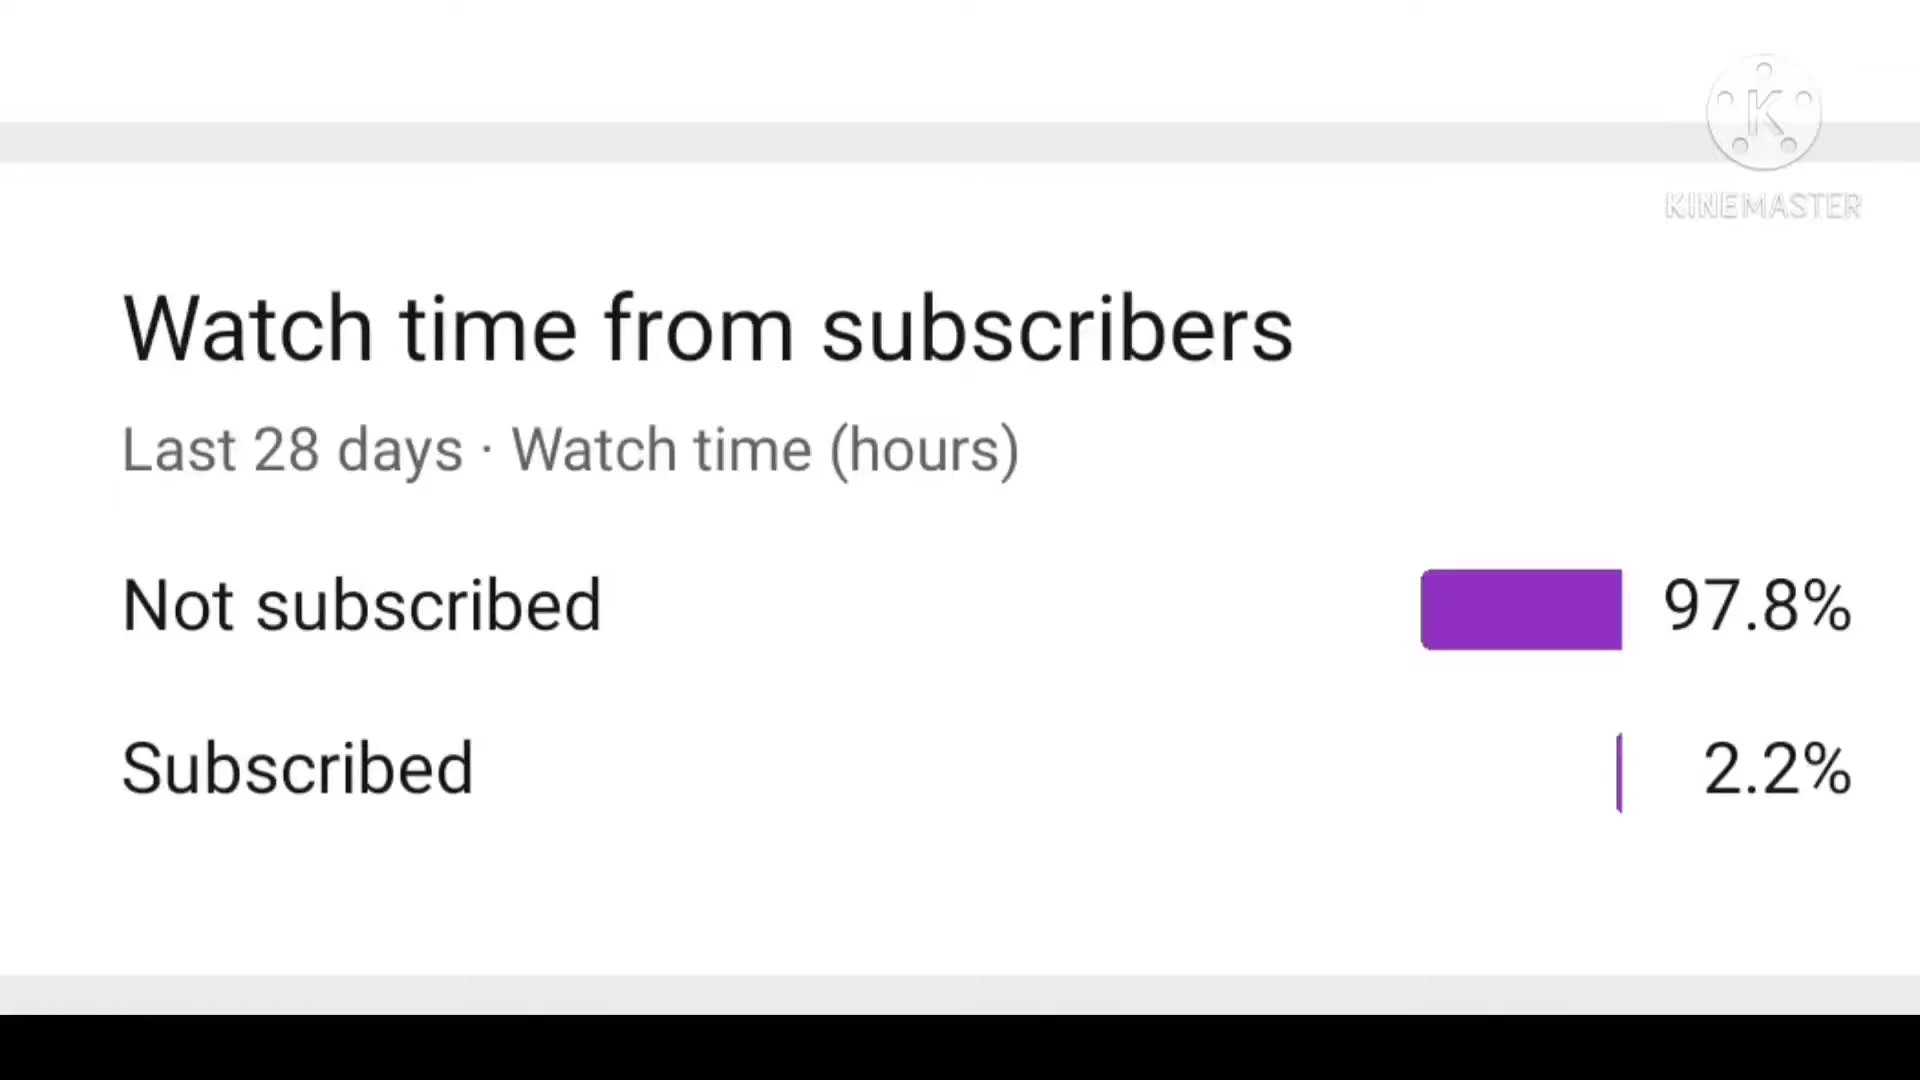 K
KINEMASTER
Watch time from subscribers
Last 28 days · Watch time (hours)
Not subscribed 97.8%
Subscribed 2.2%